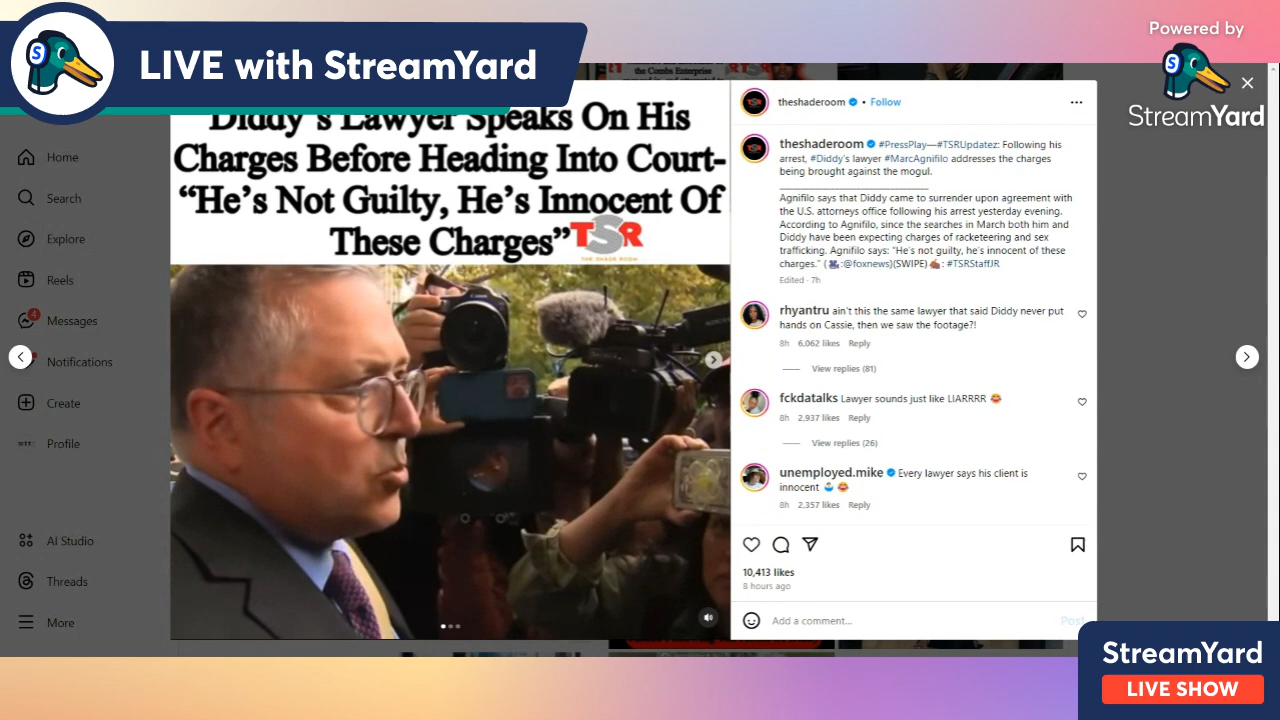 LIVE with StreamYard
Powered by
StreamYard
Diddy's Lawyer Speaks On His
Charges Before Heading Into Court-
“He’s Not Guilty, He’s Innocent Of
These Charges”
TSR
THE SHADE ROOM
Home
Search
Explore
Reels
4
Messages
Notifications
Create
Profile
AI Studio
Threads
More
theshaderoom • Follow
theshaderoom #PressPlay—#TSRUpdatez: Following his
arrest, #Diddy’s lawyer #MarcAgnifilo addresses the charges
being brought against the mogul.
Agnifilo says that Diddy came to surrender upon agreement with
the U.S. attorneys office following his arrest yesterday evening.
According to Agnifilo, since the searches in March both him and
Diddy have been expecting charges of racketeering and sex
trafficking. Agnifilo says: “He’s not guilty, he’s innocent of these
charges.” (🎥:@foxnews)(SWIPE)✍🏾: #TSRStaffJR
Edited · 7h
rhyantru ain’t this the same lawyer that said Diddy never put
hands on Cassie, then we saw the footage?!
8h 6,062 likes Reply
View replies (81)
fckdatalks Lawyer sounds just like LIARRRR 😂
8h 2,937 likes Reply
View replies (26)
unemployed.mike Every lawyer says his client is
innocent 😂
8h 2,357 likes Reply
10,413 likes
8 hours ago
Add a comment...
Post
StreamYard
LIVE SHOW